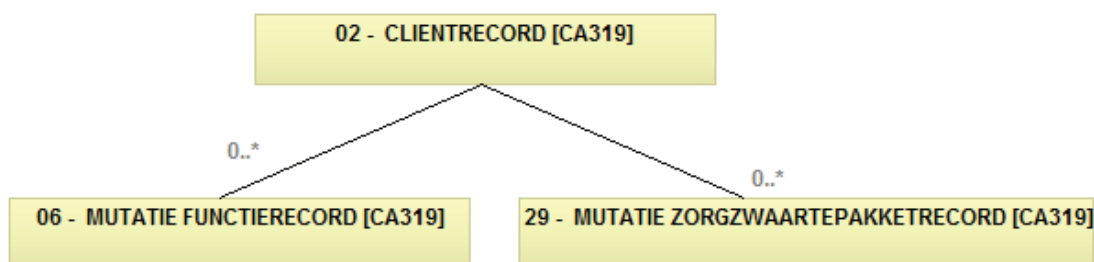 02 - CLIENTRECORD [CA319]
0..*
0..*
06 - MUTATIE FUNCTIERECORD [CA319]
29 - MUTATIE ZORGZWAARTEPAKKETRECORD [CA319]